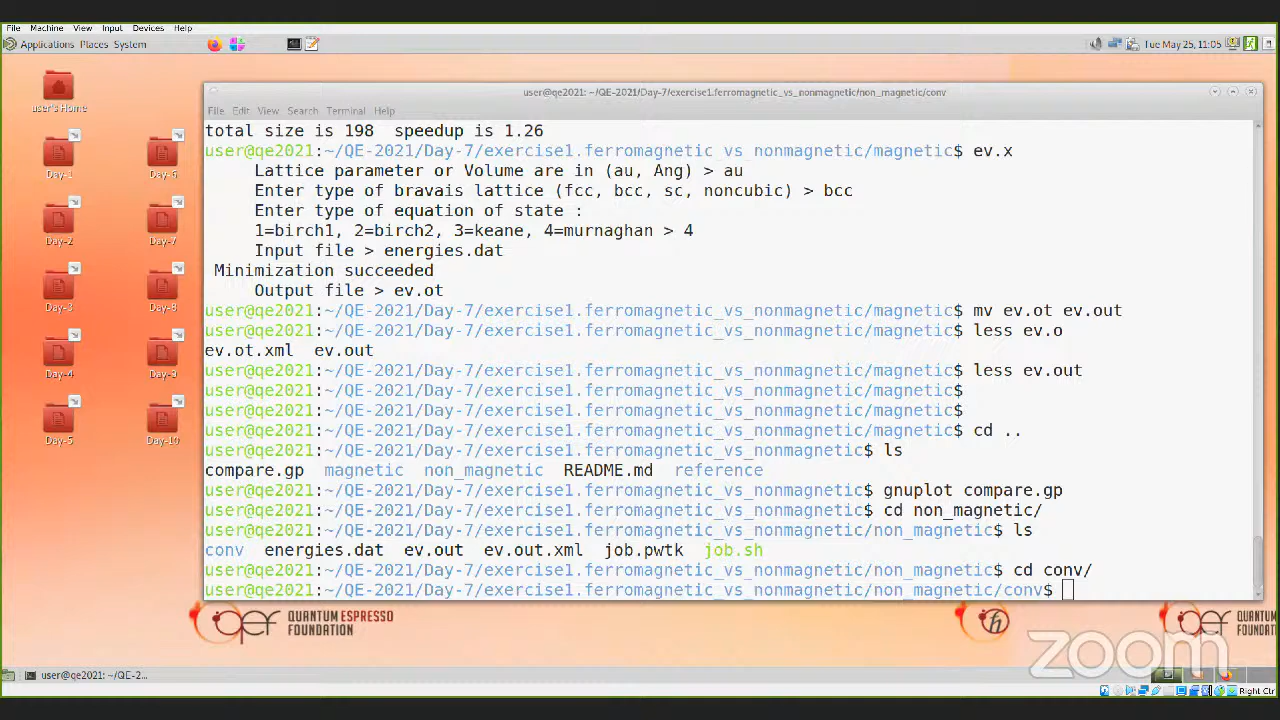 File Machine View Input Devices Help
Applications Places System
Tue May 25, 11:05
user's Home
Day-1
Day-2
Day-7
Day-3
Day-8
Day-4
Day-5
Day-10
user@qe2021: ~/QE-2021/Day-7/exercise1.ferromagnetic_vs_nonmagnetic/non_magnetic/conv
File Edit View Search Terminal Help
total size is 198  speedup is 1.26
user@qe2021:~/QE-2021/Day-7/exercise1.ferromagnetic_vs_nonmagnetic/magnetic$ ev.x
     Lattice parameter or Volume are in (au, Ang) > au
     Enter type of bravais lattice (fcc, bcc, sc, noncubic) > bcc
     Enter type of equation of state :
     1=birch1, 2=birch2, 3=keane, 4=murnaghan > 4
     Input file > energies.dat
 Minimization succeeded
     Output file > ev.ot
user@qe2021:~/QE-2021/Day-7/exercise1.ferromagnetic_vs_nonmagnetic/magnetic$ mv ev.ot ev.out
user@qe2021:~/QE-2021/Day-7/exercise1.ferromagnetic_vs_nonmagnetic/magnetic$ less ev.o
ev.ot.xml  ev.out
user@qe2021:~/QE-2021/Day-7/exercise1.ferromagnetic_vs_nonmagnetic/magnetic$ less ev.out
user@qe2021:~/QE-2021/Day-7/exercise1.ferromagnetic_vs_nonmagnetic/magnetic$
user@qe2021:~/QE-2021/Day-7/exercise1.ferromagnetic_vs_nonmagnetic/magnetic$
user@qe2021:~/QE-2021/Day-7/exercise1.ferromagnetic_vs_nonmagnetic/magnetic$ cd ..
user@qe2021:~/QE-2021/Day-7/exercise1.ferromagnetic_vs_nonmagnetic$ ls
compare.gp  magnetic  non_magnetic  README.md  reference
user@qe2021:~/QE-2021/Day-7/exercise1.ferromagnetic_vs_nonmagnetic$ gnuplot compare.gp
user@qe2021:~/QE-2021/Day-7/exercise1.ferromagnetic_vs_nonmagnetic$ cd non_magnetic/
user@qe2021:~/QE-2021/Day-7/exercise1.ferromagnetic_vs_nonmagnetic/non_magnetic$ ls
conv  energies.dat  ev.out  ev.out.xml  job.pwtk  job.sh
user@qe2021:~/QE-2021/Day-7/exercise1.ferromagnetic_vs_nonmagnetic/non_magnetic$ cd conv/
user@qe2021:~/QE-2021/Day-7/exercise1.ferromagnetic_vs_nonmagnetic/non_magnetic/conv$
QUANTUM ESPRESSO
FOUNDATION
QUANTUM
FOUNDAT
zoom
user@qe2021: ~/QE-2...
Right Ctrl